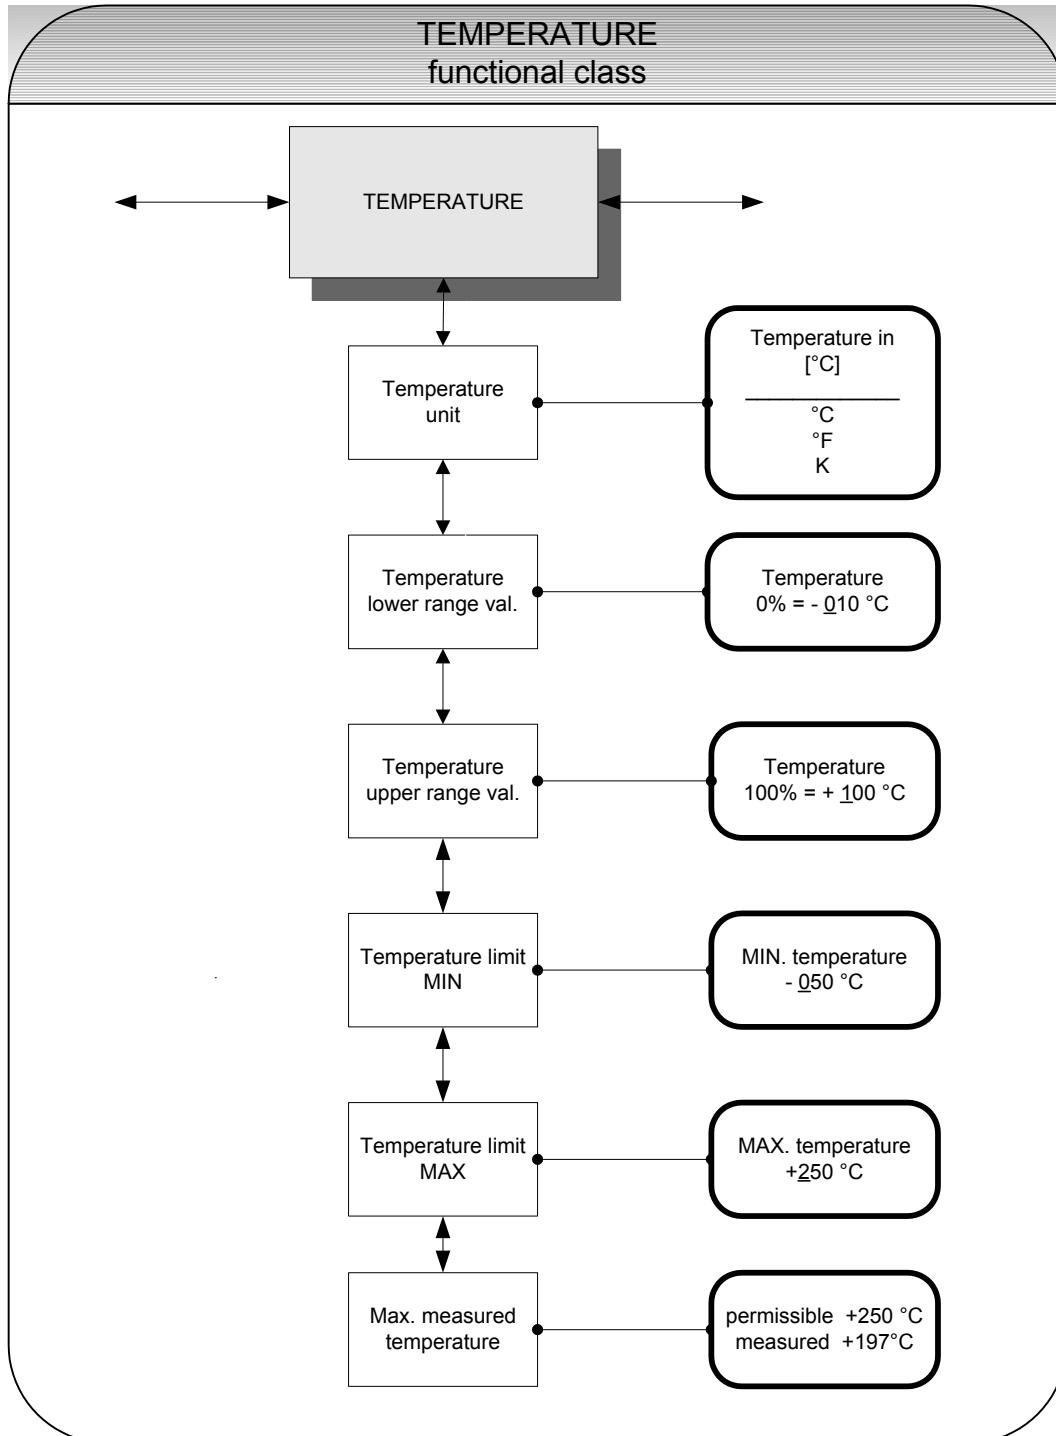 TEMPERATURE
functional class
TEMPERATURE
Temperature
unit
Temperature in
[°C]
°C
°F
K
Temperature
lower range val.
Temperature
0% = - 010 °C
Temperature
upper range val.
Temperature
100% = + 100 °C
Temperature limit
MIN
MIN. temperature
- 050 °C
Temperature limit
MAX
MAX. temperature
+250 °C
Max. measured
temperature
permissible +250 °C
measured +197°C